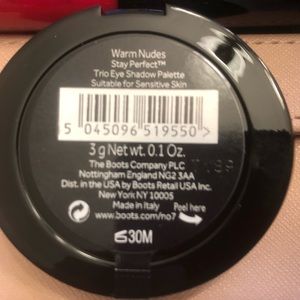 Warm Nudes
Stay Perfect™
Trio Eye Shadow Palette
Suitable for Sensitive Skin
5 045096 519550 >
3 g Net wt. 0.1 Oz.
The Boots Company PLC
Nottingham England NG2 3AA
Dist. in the USA by Boots Retail USA Inc.
New York NY 10005
Made in Italy Peel here
www.boots.com/no7
30M